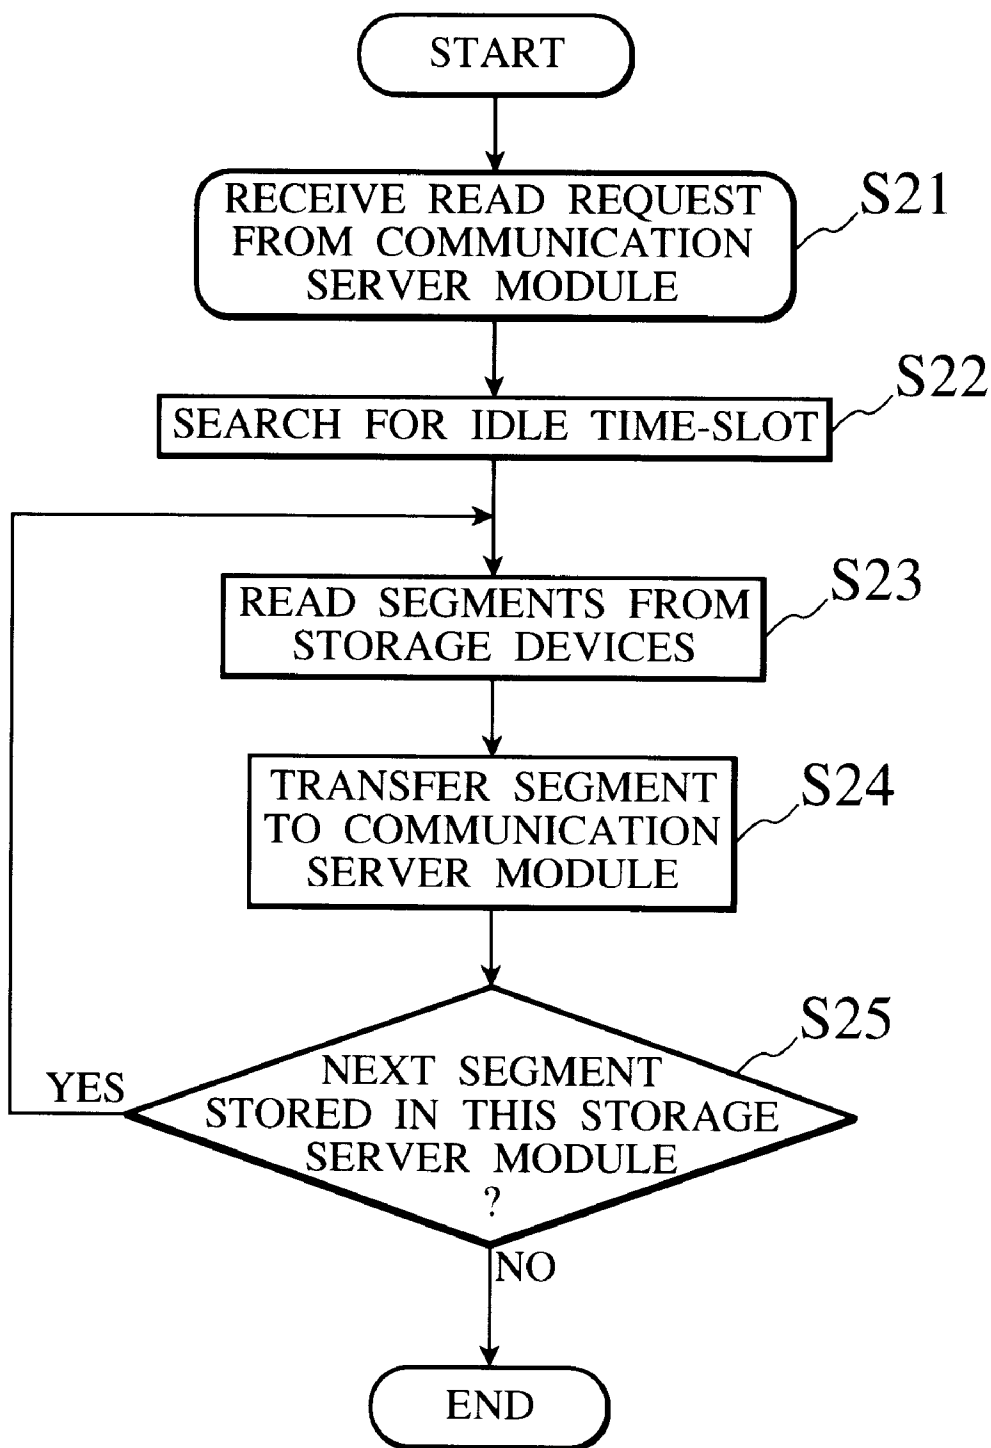 START
RECEIVE READ REQUEST
FROM COMMUNICATION
SERVER MODULE
S21
SEARCH FOR IDLE TIME-SLOT
S22
READ SEGMENTS FROM
STORAGE DEVICES
S23
TRANSFER SEGMENT
TO COMMUNICATION
SERVER MODULE
S24
NEXT SEGMENT
STORED IN THIS STORAGE
SERVER MODULE
?
S25
YES
NO
END